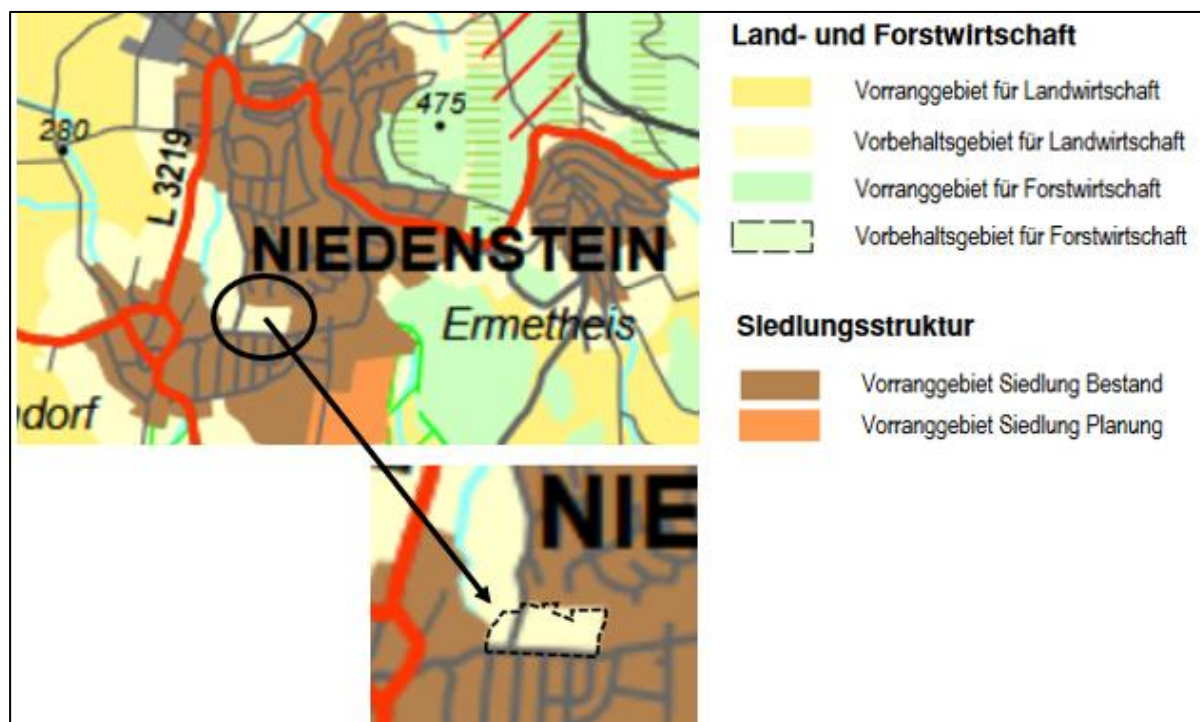 475
280
L 3219
NIEDENSTEIN
Ermetheis
ndorf
NIE
Land- und Forstwirtschaft
Vorranggebiet für Landwirtschaft
Vorbehaltsgebiet für Landwirtschaft
Vorranggebiet für Forstwirtschaft
Vorbehaltsgebiet für Forstwirtschaft
Siedlungsstruktur
Vorranggebiet Siedlung Bestand
Vorranggebiet Siedlung Planung